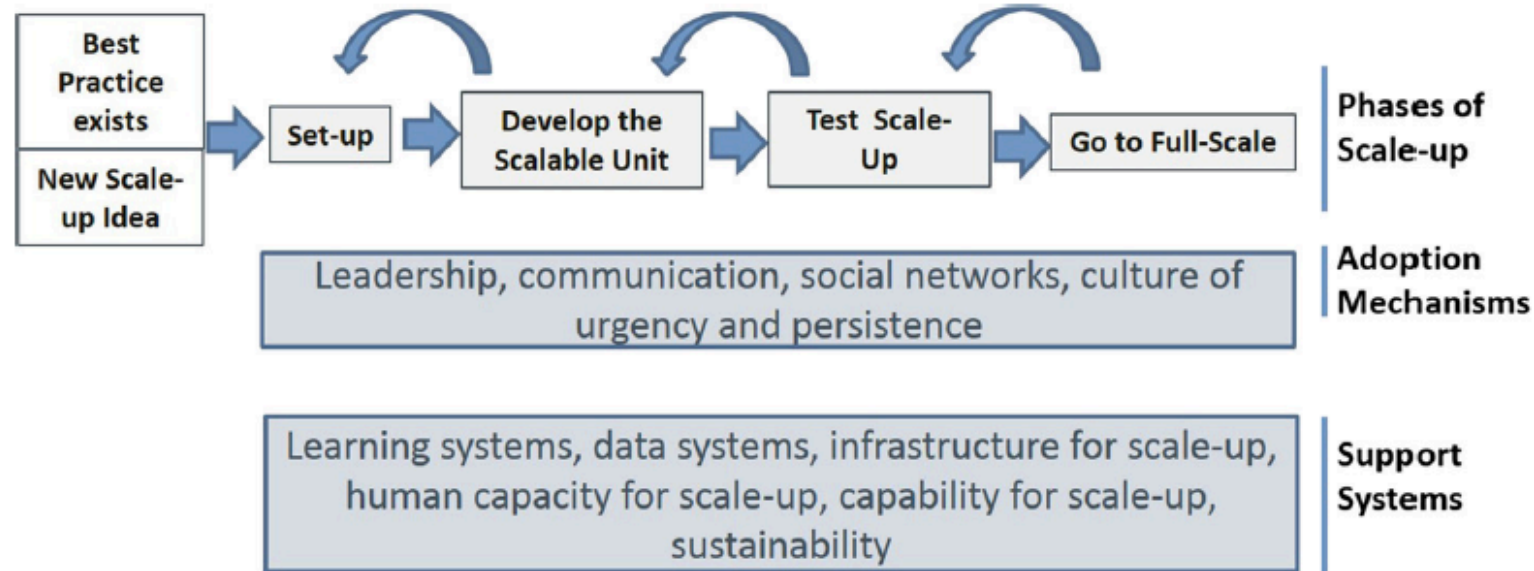 Best
Practice
exists
New Scale-
up Idea
Set-up
Develop the
Scalable Unit
Test Scale-
Up
Go to Full-Scale
Phases of
Scale-up
Leadership, communication, social networks, culture of
urgency and persistence
Adoption
Mechanisms
Learning systems, data systems, infrastructure for scale-up,
human capacity for scale-up, capability for scale-up,
sustainability
Support
Systems